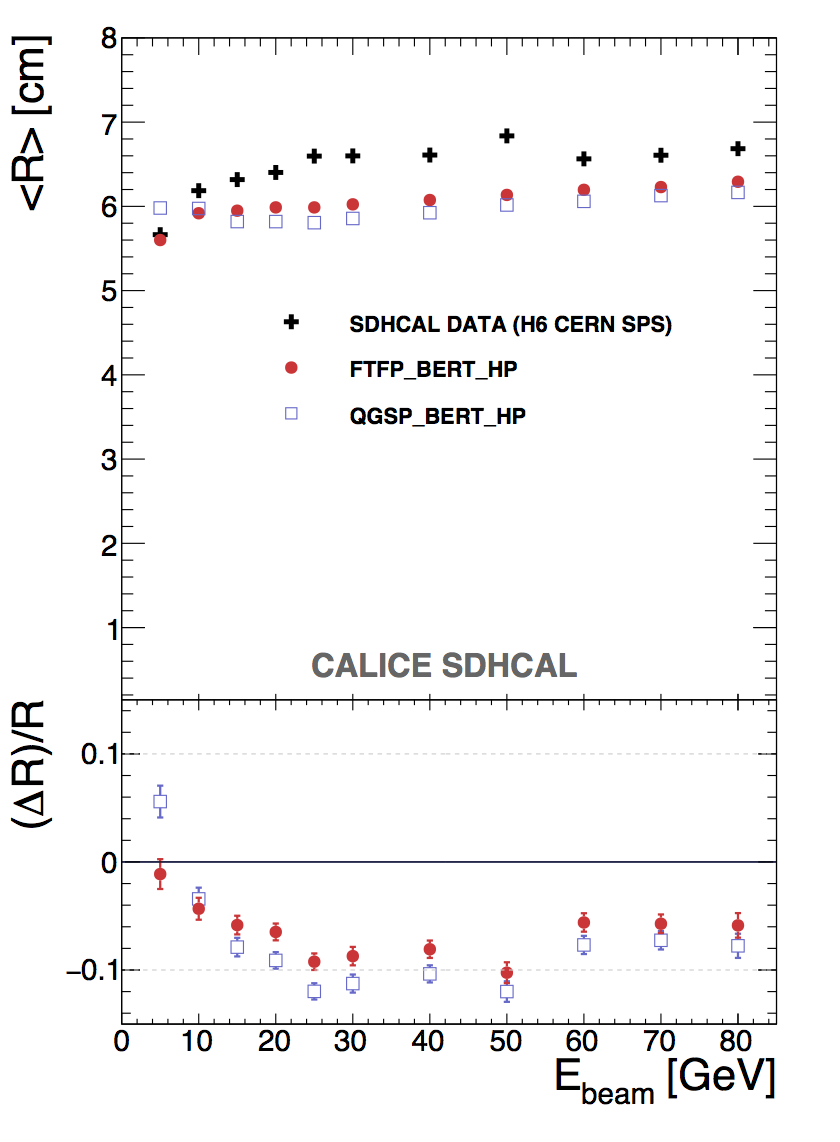 <R> [cm]
8
7
6
5
4
3
2
1
SDHCAL DATA (H6 CERN SPS)
FTFP_BERT_HP
QGSP_BERT_HP
CALICE SDHCAL
(ΔR)/R
0.1
0
−0.1
0 10 20 30 40 50 60 70 80
E_beam [GeV]